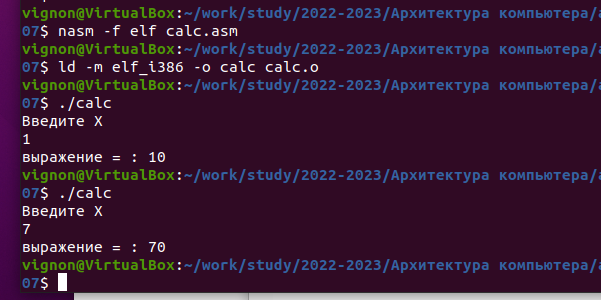 vignon@VirtualBox:~/work/study/2022-2023/Архитектура компьютера/a
07$ nasm -f elf calc.asm
vignon@VirtualBox:~/work/study/2022-2023/Архитектура компьютера/a
07$ ld -m elf_i386 -o calc calc.o
vignon@VirtualBox:~/work/study/2022-2023/Архитектура компьютера/a
07$ ./calc
Введите X
1
выражение = : 10
vignon@VirtualBox:~/work/study/2022-2023/Архитектура компьютера/a
07$ ./calc
Введите X
7
выражение = : 70
vignon@VirtualBox:~/work/study/2022-2023/Архитектура компьютера/a
07$